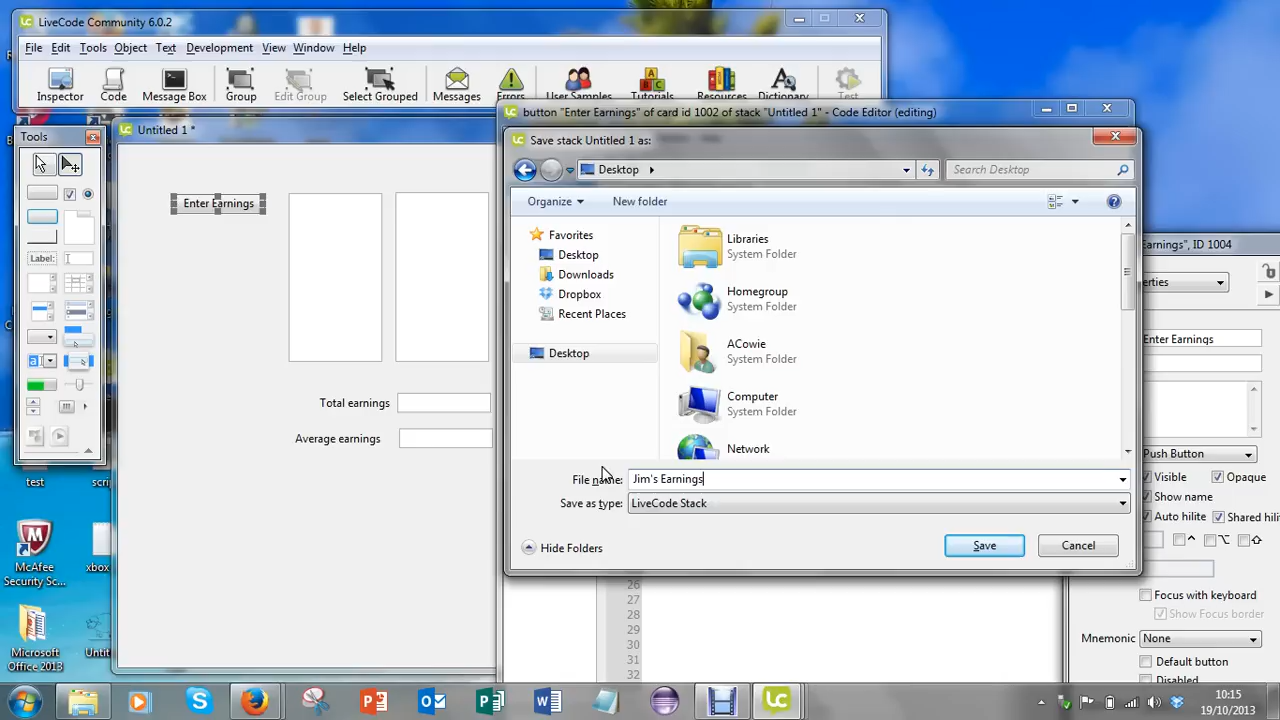 LiveCode Community 6.0.2
File Edit Tools Object Text Development View Window Help
Inspector Code Message Box Group Edit Group Select Grouped Messages Errors User Samples Tutorials Resources Dictionary Test
button "Enter Earnings" of card id 1002 of stack "Untitled 1" - Code Editor (editing)
Tools
Untitled 1 *
Save stack Untitled 1 as:
Desktop
Search Desktop
Organize
New folder
Enter Earnings
Label:
Favorites
Desktop
Downloads
Dropbox
Recent Places
Desktop
Libraries
System Folder
Homegroup
System Folder
ACowie
System Folder
Computer
System Folder
Network
Total earnings
Average earnings
File name: Jim's Earnings
Save as type: LiveCode Stack
Hide Folders
Save
Cancel
Earnings", ID 1004
erties
Enter Earnings
Push Button
Visible
Opaque
Show name
Auto hilite
Shared hili
Focus with keyboard
Show Focus border
Mnemonic None
Default button
Disabled
26
27
28
29
30
31
32
test
scri
McAfee
Security Sc...
xbox
Microsoft
Office 2013
Untit
10:15
19/10/2013